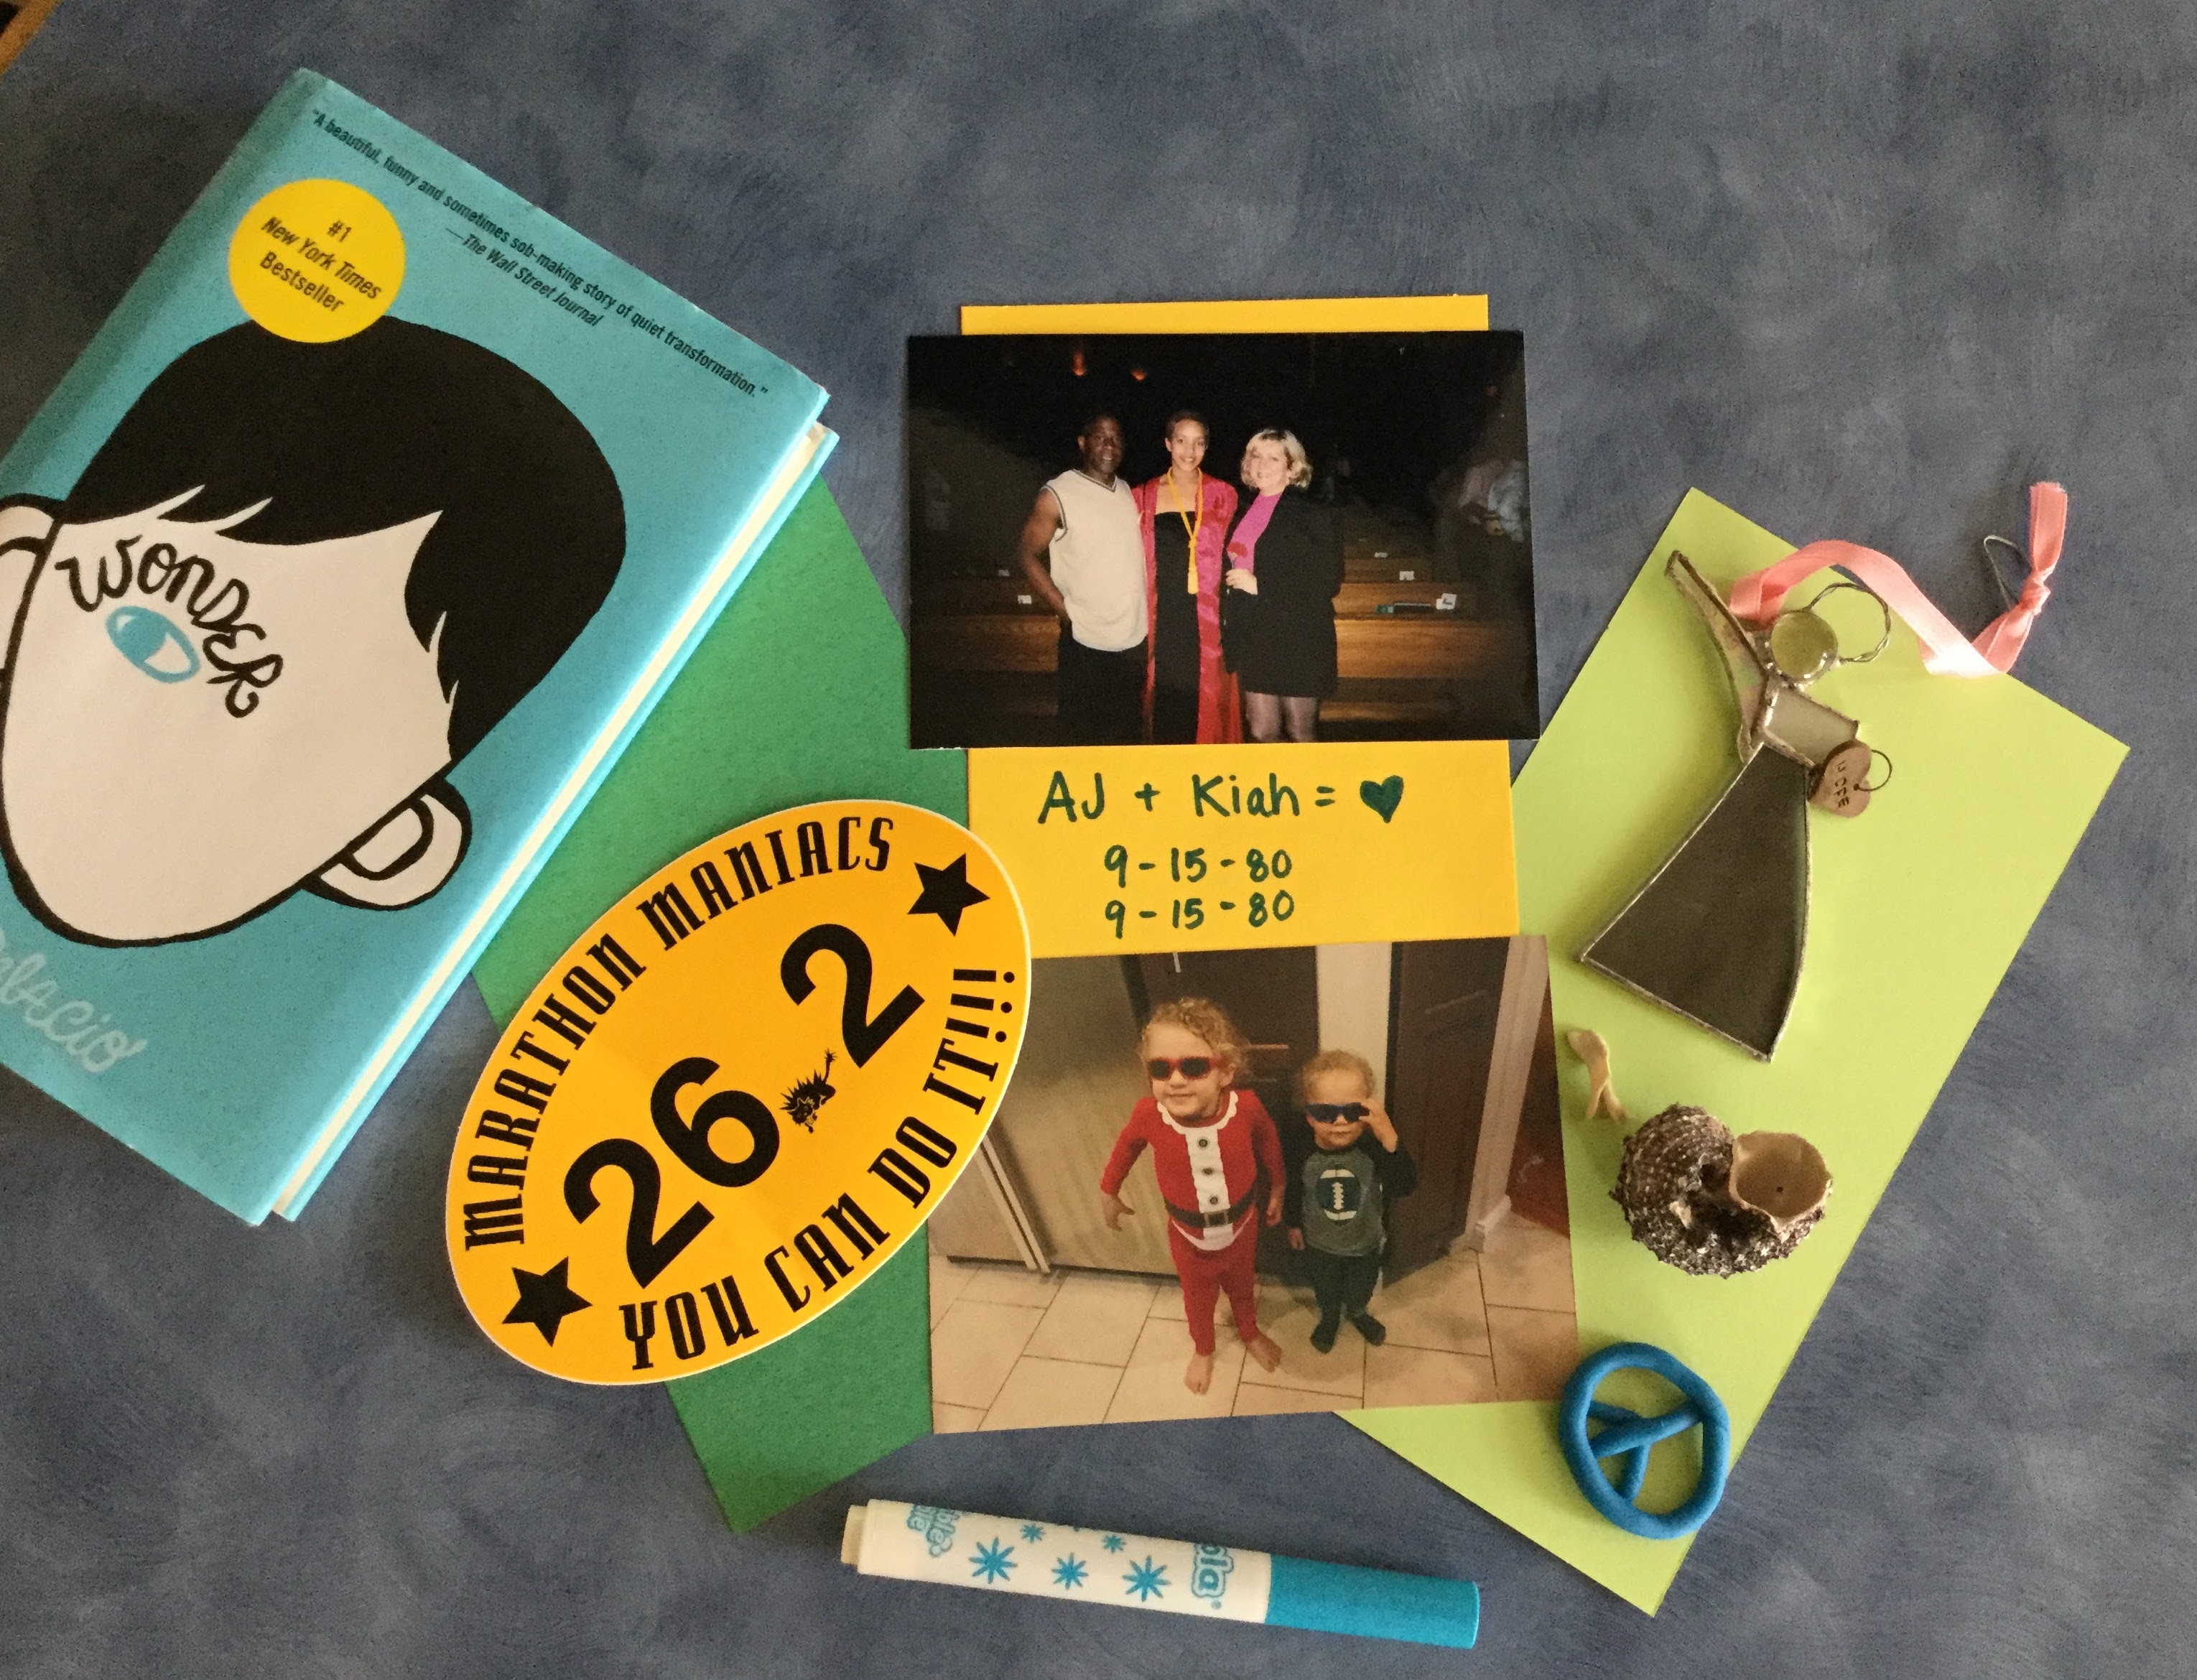 "A beautiful, funny and sometimes sob-making story of quiet transformation."
—The Wall Street Journal
#1
New York Times
Bestseller
WONDER
MARATHON MANIACS
26.2
YOU CAN DO IT!!!
AJ + Kiah = ♥
9-15-80
9-15-80
HOPE